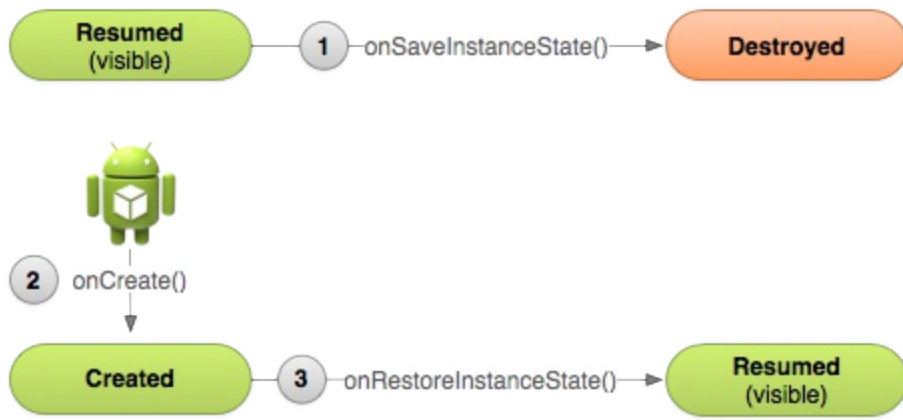 Resumed
(visible)
1
onSaveInstanceState()
Destroyed
2
onCreate()
Created
3
onRestoreInstanceState()
Resumed
(visible)